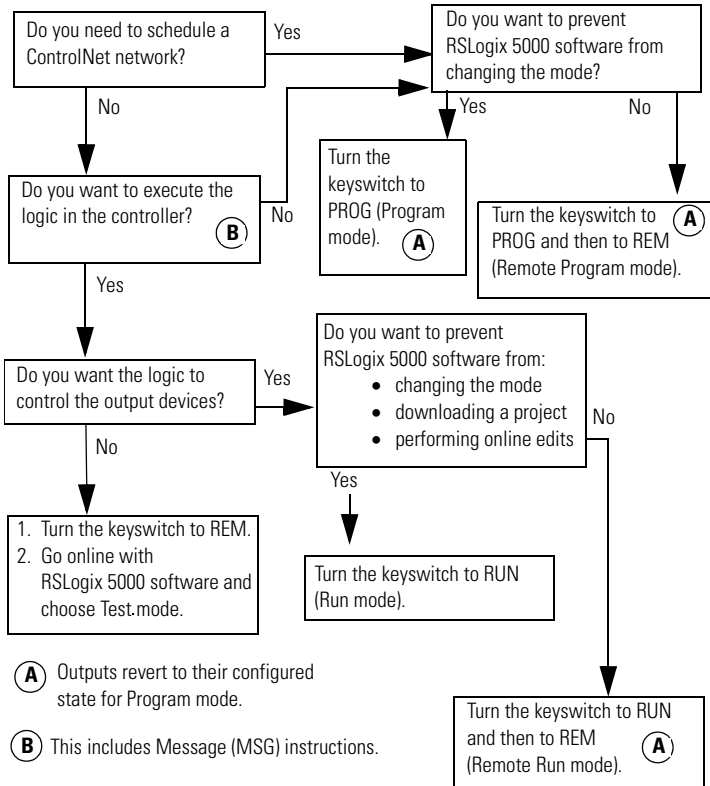 Do you need to schedule a
ControlNet network?
Yes
Do you want to prevent
RSLogix 5000 software from
changing the mode?
No
Yes
No
Turn the
keyswitch to
PROG (Program
mode).
A
Do you want to execute the
logic in the controller?
B
No
Turn the keyswitch to
PROG and then to REM
(Remote Program mode).
A
Yes
Do you want to prevent
RSLogix 5000 software from:
• changing the mode
• downloading a project
• performing online edits
Do you want the logic to
control the output devices?
Yes
No
No
Yes
1. Turn the keyswitch to REM.
2. Go online with
RSLogix 5000 software and
choose Test mode.
Turn the keyswitch to RUN
(Run mode).
A Outputs revert to their configured
state for Program mode.
B This includes Message (MSG) instructions.
Turn the keyswitch to RUN
and then to REM
(Remote Run mode).
A